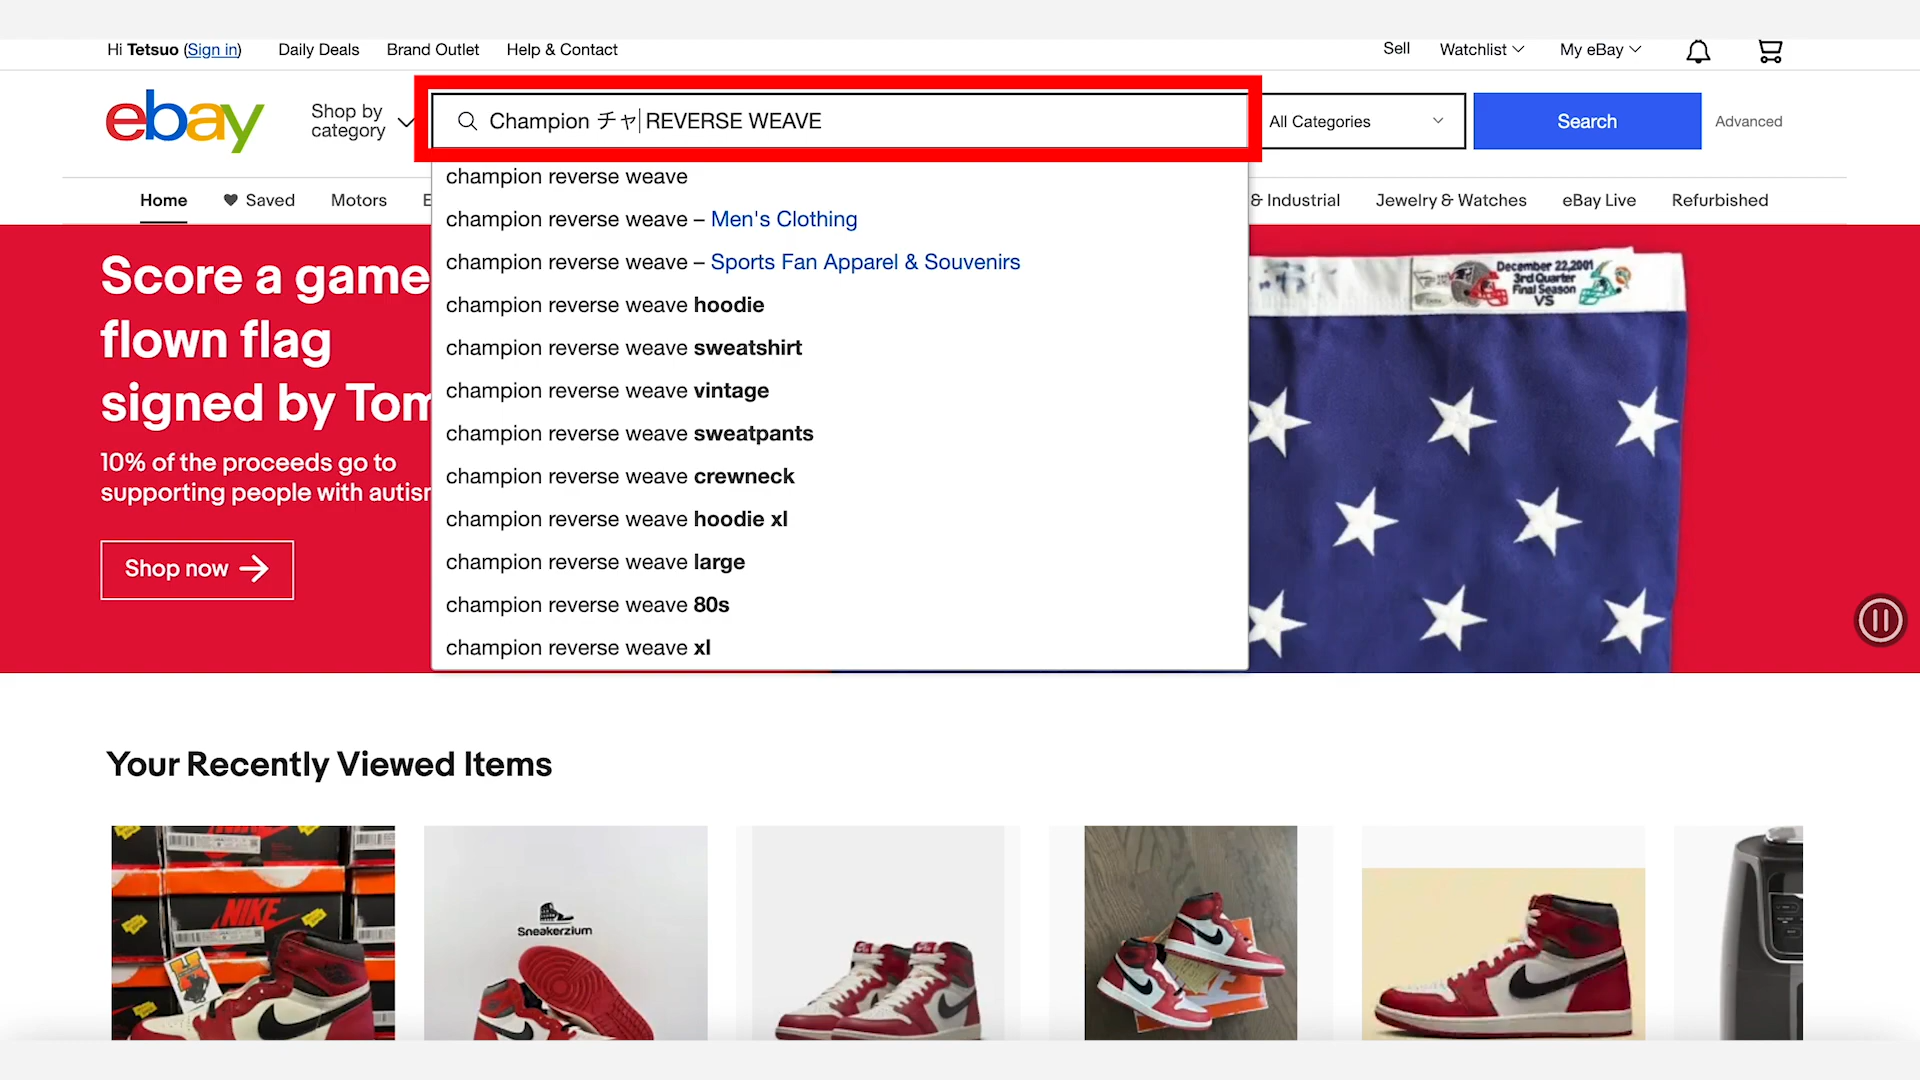 Hi Tetsuo (Sign in)
Daily Deals
Brand Outlet
Help & Contact
Sell
Watchlist
My eBay
ebay
Shop by
category
Champion チャ REVERSE WEAVE
All Categories
Search
Advanced
Home
Saved
Motors
E
& Industrial
Jewelry & Watches
eBay Live
Refurbished
champion reverse weave
champion reverse weave – Men's Clothing
champion reverse weave – Sports Fan Apparel & Souvenirs
champion reverse weave hoodie
champion reverse weave sweatshirt
champion reverse weave vintage
champion reverse weave sweatpants
champion reverse weave crewneck
champion reverse weave hoodie xl
champion reverse weave large
champion reverse weave 80s
champion reverse weave xl
Score a game
flown flag
signed by Tom
10% of the proceeds go to
supporting people with autis
Shop now
December 22,2001
3rd Quarter
Final Season
VS
Your Recently Viewed Items
NIKE
NIKE
Sneakerzium